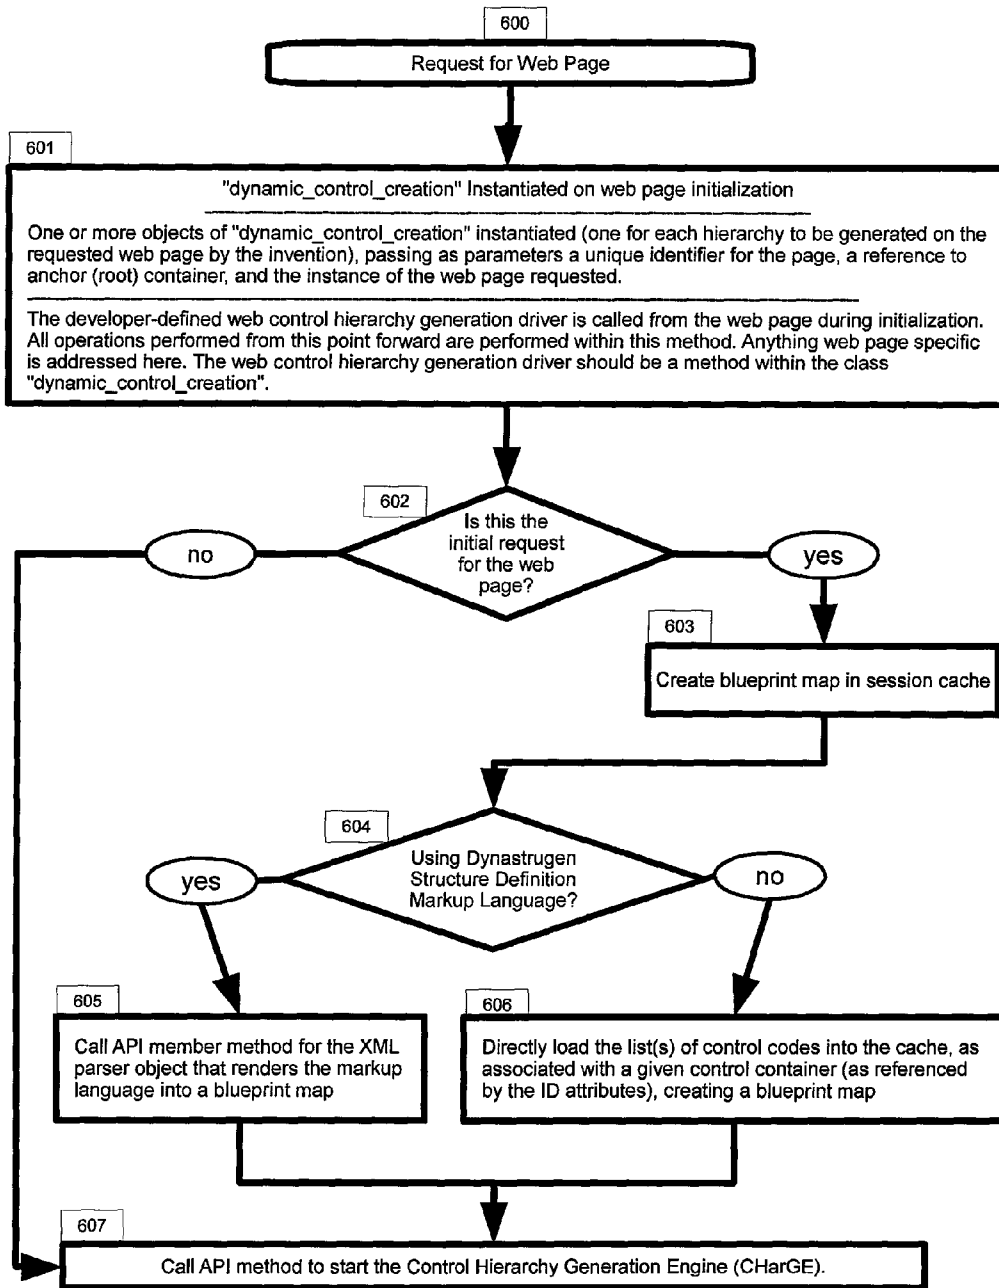 600
Request for Web Page
601
"dynamic_control_creation" Instantiated on web page initialization
One or more objects of "dynamic_control_creation" instantiated (one for each hierarchy to be generated on the
requested web page by the invention), passing as parameters a unique identifier for the page, a reference to
anchor (root) container, and the instance of the web page requested.
The developer-defined web control hierarchy generation driver is called from the web page during initialization.
All operations performed from this point forward are performed within this method. Anything web page specific
is addressed here. The web control hierarchy generation driver should be a method within the class
"dynamic_control_creation".
602
Is this the
initial request
for the web
page?
no
yes
603
Create blueprint map in session cache
604
Using Dynastrugen
Structure Definition
Markup Language?
yes
no
605
Call API member method for the XML
parser object that renders the markup
language into a blueprint map
606
Directly load the list(s) of control codes into the cache, as
associated with a given control container (as referenced
by the ID attributes), creating a blueprint map
607
Call API method to start the Control Hierarchy Generation Engine (CHarGE).